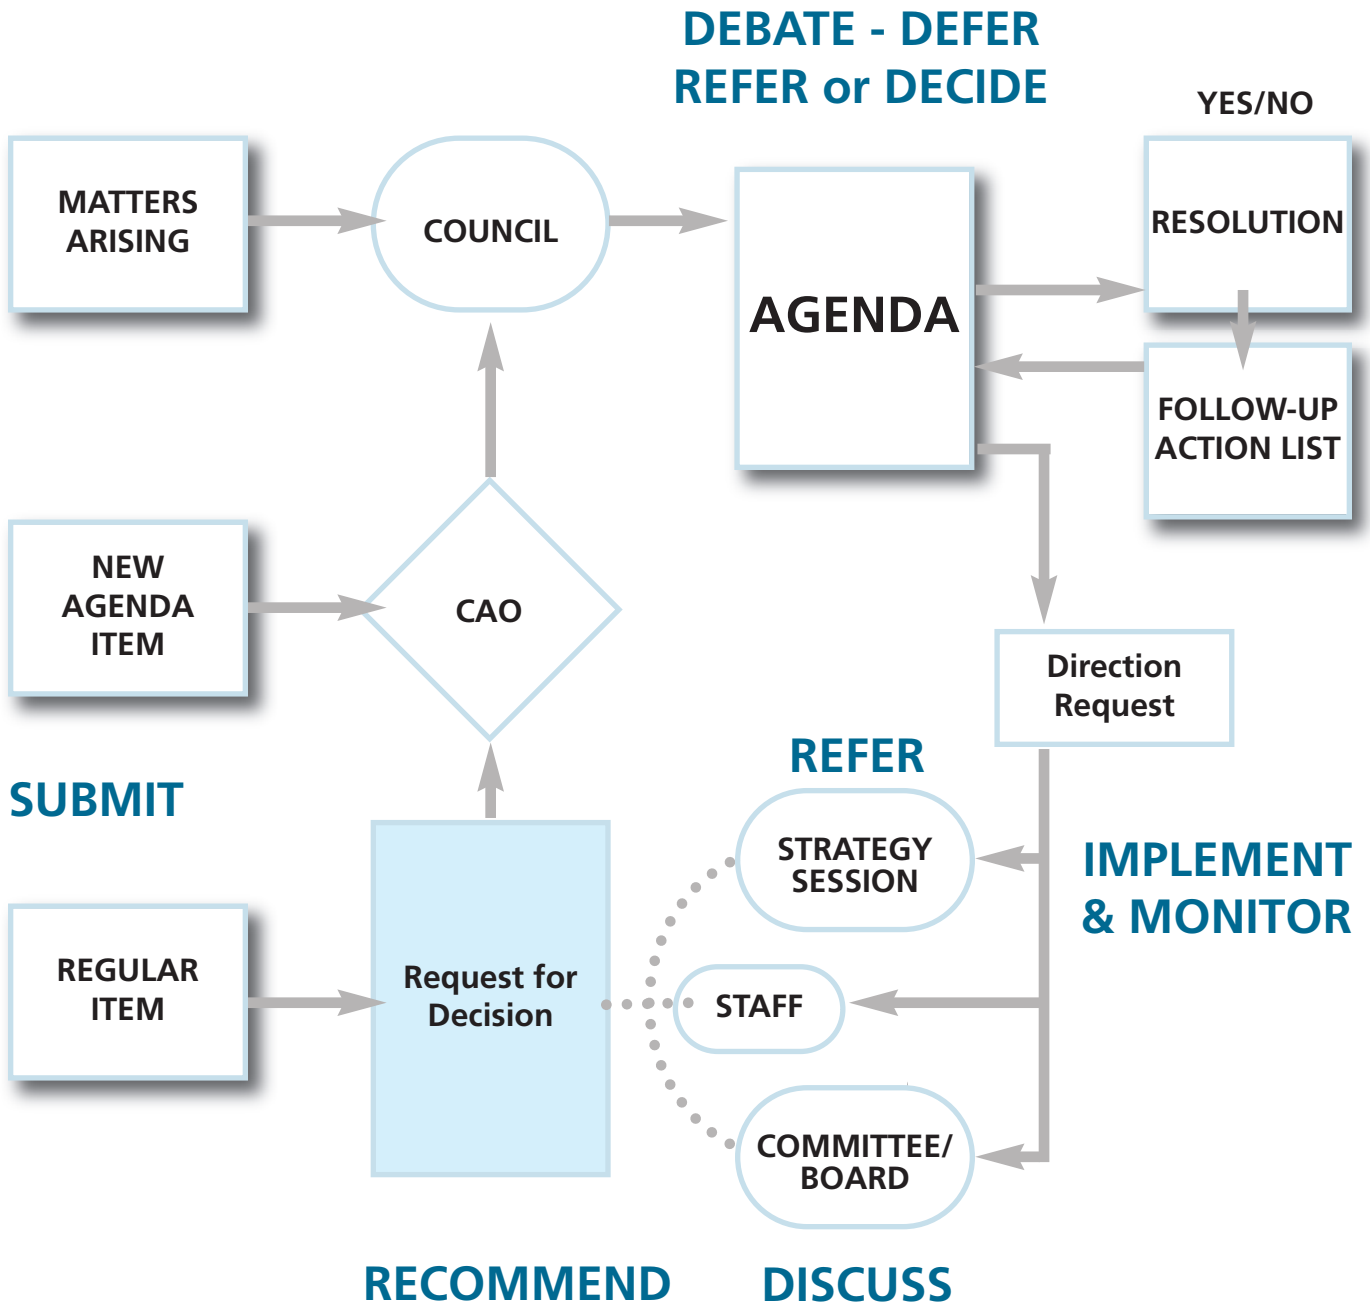 DEBATE - DEFER
REFER or DECIDE
YES/NO
MATTERS
ARISING
COUNCIL
AGENDA
RESOLUTION
FOLLOW-UP
ACTION LIST
NEW
AGENDA
ITEM
CAO
Direction
Request
SUBMIT
REFER
STRATEGY
SESSION
IMPLEMENT
& MONITOR
REGULAR
ITEM
Request for
Decision
STAFF
COMMITTEE/
BOARD
RECOMMEND
DISCUSS